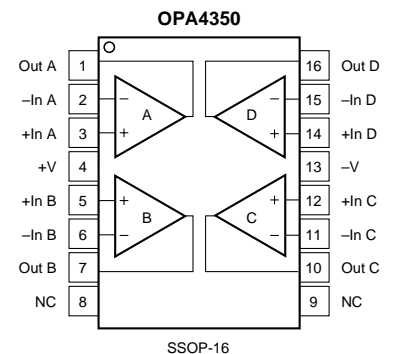 OPA4350
Out A 1 16 Out D
–In A 2 – – 15 –In D
A D
+In A 3 + + 14 +In D
+V 4 13 –V
+In B 5 + + 12 +In C
B C
–In B 6 – – 11 –In C
Out B 7 10 Out C
NC 8 9 NC
SSOP-16